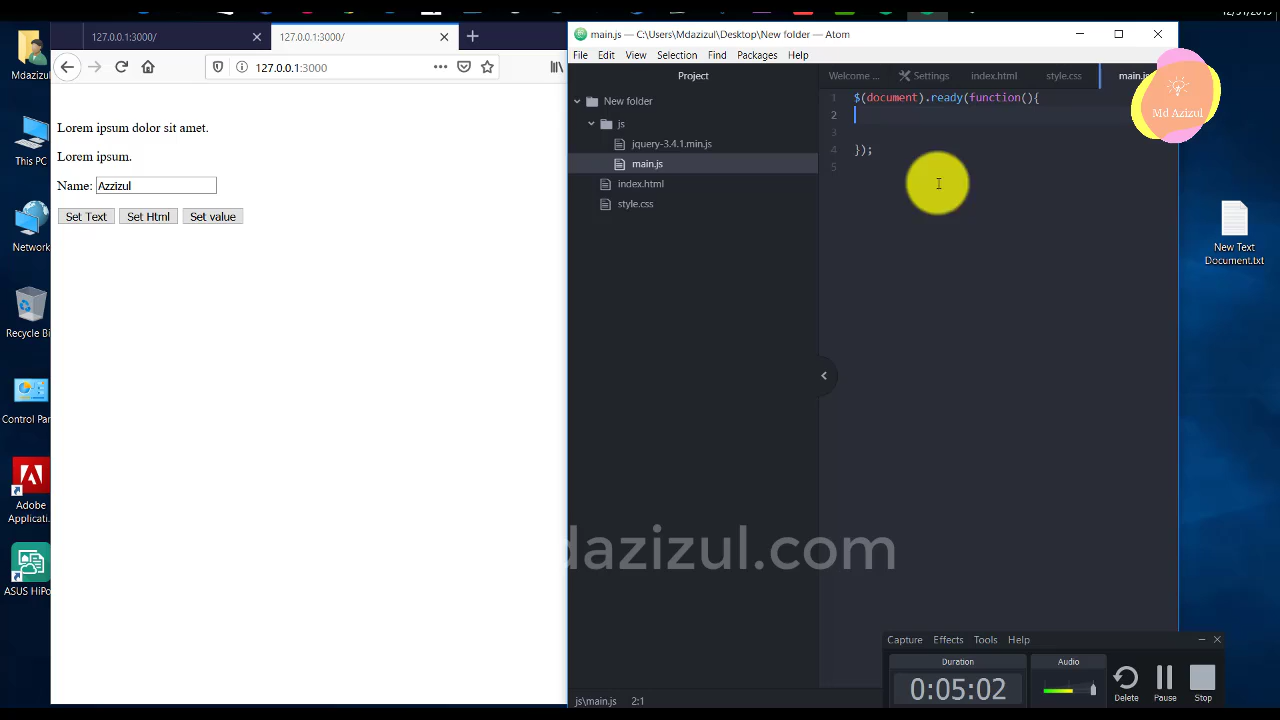 127.0.0.1:3000/
127.0.0.1:3000/
127.0.0.1:3000
Mdazizul
This PC
Network
Recycle Bi
Control Pa
Adobe
Applicati..
ASUS HiPo
Lorem ipsum dolor sit amet.
Lorem ipsum.
Name: Azzizul
Set Text Set Html Set value
main.js — C:\Users\Mdazizul\Desktop\New folder — Atom
File Edit View Selection Find Packages Help
Project
New folder
js
jquery-3.4.1.min.js
main.js
index.html
style.css
Welcome ... Settings index.html style.css main.js
1 $(document).ready(function(){
2
3
4 });
5
Md Azizul
New Text
Document.txt
dazizul.com
Capture Effects Tools Help
Duration
0:05:02
Audio
Delete Pause Stop
js\main.js 2:1